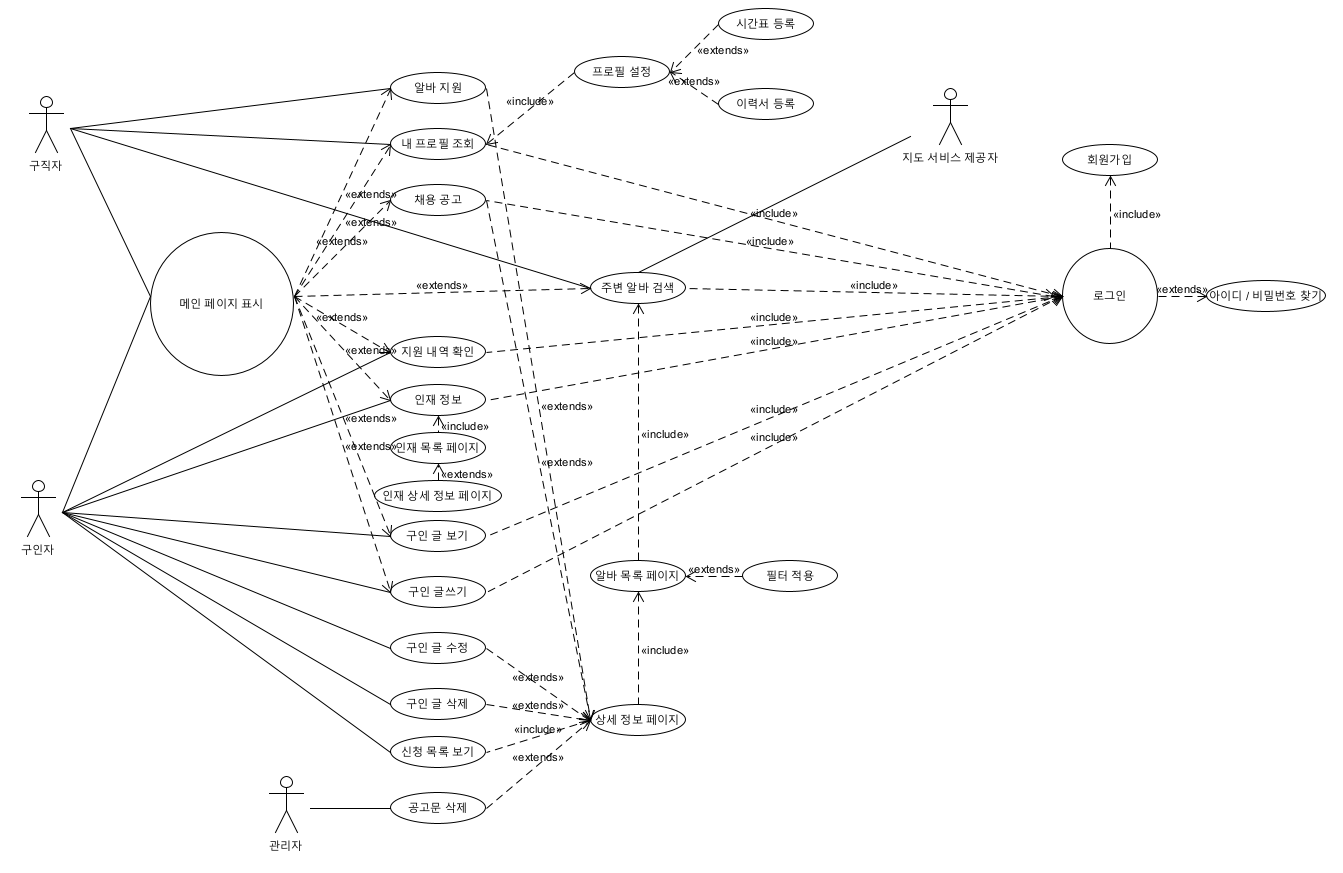 시간표 등록
«extends»
프로필 설정
«extends»
이력서 등록
알바 지원
«include»
구직자
내 프로필 조회
지도 서비스 제공자
회원가입
«extends»
채용 공고
«include»
«include»
«extends»
«extends»
«include»
메인 페이지 표시
«extends»
주변 알바 검색
«include»
로그인
«extends»
아이디 / 비밀번호 찾기
«extends»
«include»
«extends»
지원 내역 확인
«include»
인재 정보
«extends»
«include»
«extends»
«include»
«extends»
인재 목록 페이지
«include»
«include»
«extends»
«extends»
인재 상세 정보 페이지
구인 글 보기
구인자
알바 목록 페이지
«extends»
필터 적용
구인 글쓰기
구인 글 수정
«include»
«extends»
구인 글 삭제
«extends»
상세 정보 페이지
«include»
신청 목록 보기
«extends»
공고문 삭제
관리자